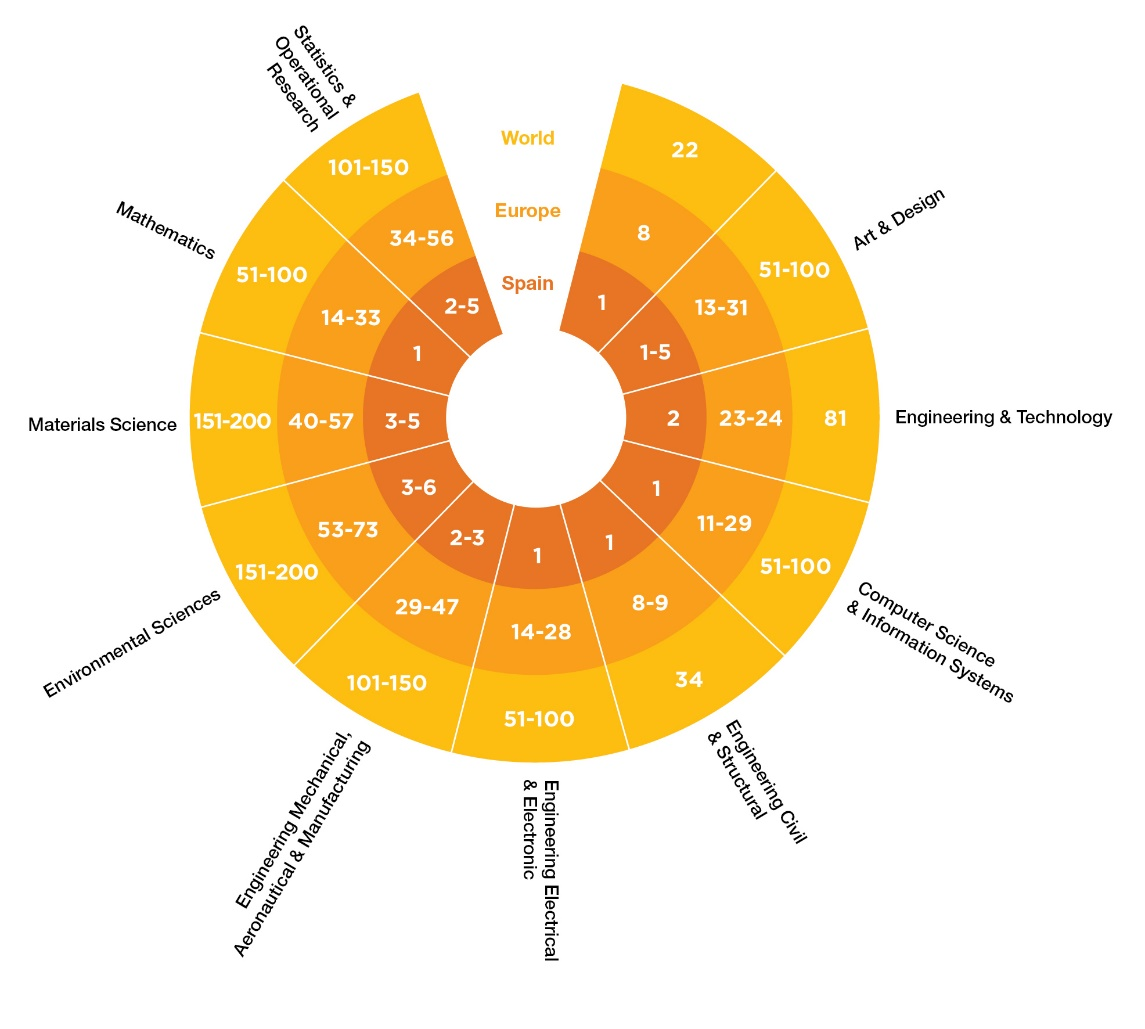 World
Europe
Spain
22
8
1
Art & Design
51-100
13-31
1-5
Engineering & Technology
81
23-24
2
Computer Science
& Information Systems
51-100
11-29
1
Engineering Civil
& Structural
34
8-9
1
Engineering Electrical
& Electronic
51-100
14-28
1
Engineering Mechanical,
Aeronautical & Manufacturing
101-150
29-47
2-3
Environmental Sciences
151-200
53-73
3-6
Materials Science
151-200
40-57
3-5
Mathematics
51-100
14-33
1
Statistics &
Operational
Research
101-150
34-56
2-5